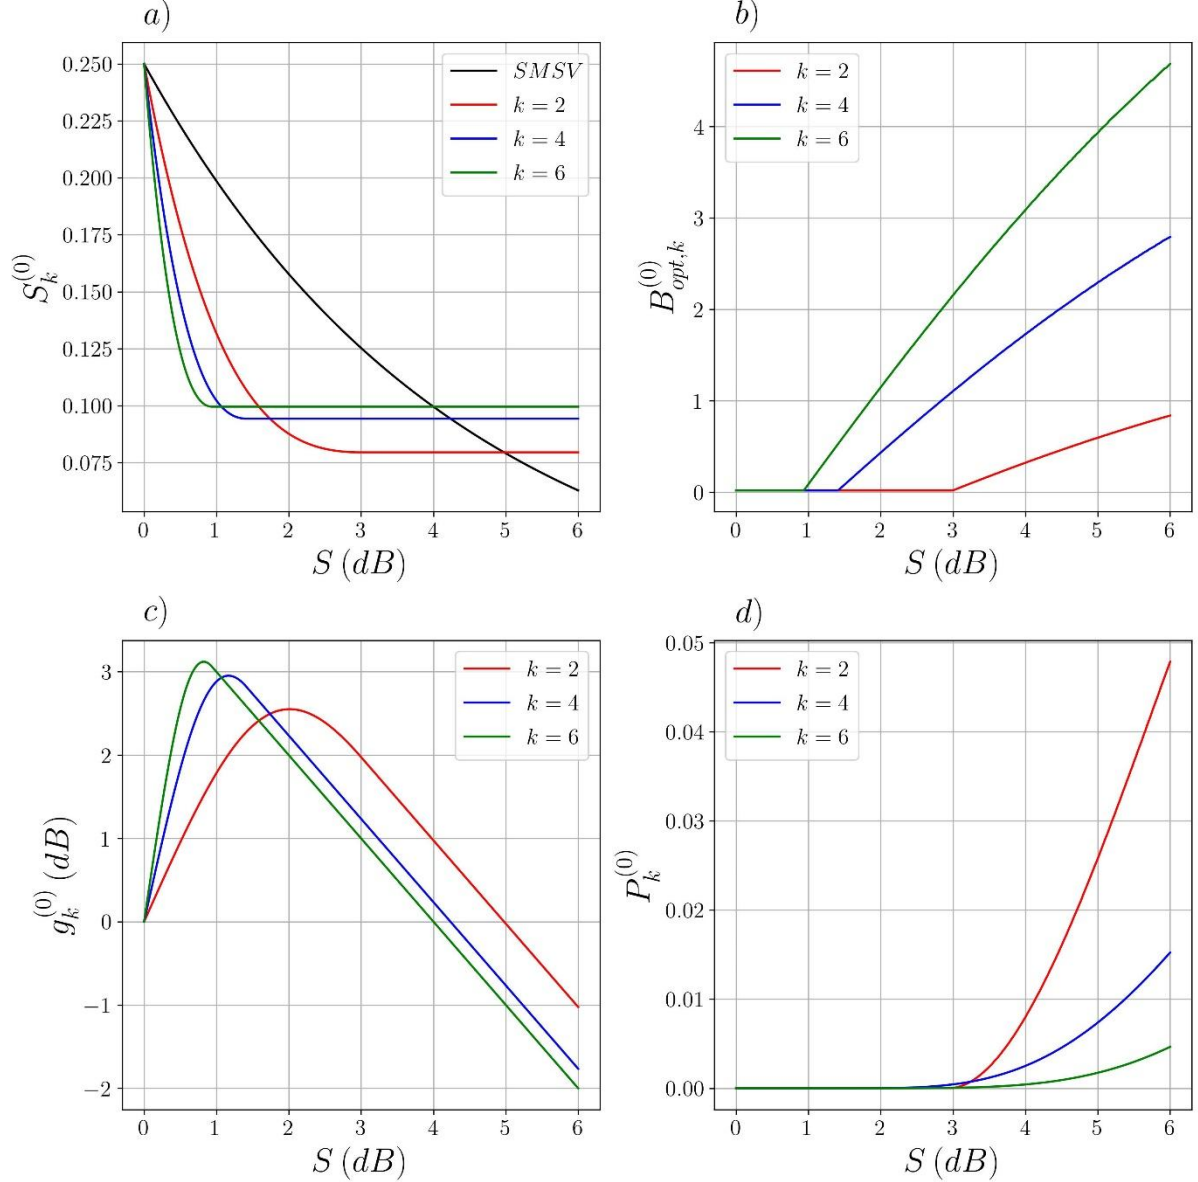 a)
0.250
0.225
0.200
0.175
0.150
0.125
0.100
0.075
S_k^{(0)}
SMSV
k = 2
k = 4
k = 6
0 1 2 3 4 5 6
S (dB)
b)
4
3
2
1
0
B_{opt,k}^{(0)}
k = 2
k = 4
k = 6
0 1 2 3 4 5 6
S (dB)
c)
3
2
1
0
−1
−2
g_k^{(0)} (dB)
k = 2
k = 4
k = 6
0 1 2 3 4 5 6
S (dB)
d)
0.05
0.04
0.03
0.02
0.01
0.00
P_k^{(0)}
k = 2
k = 4
k = 6
0 1 2 3 4 5 6
S (dB)